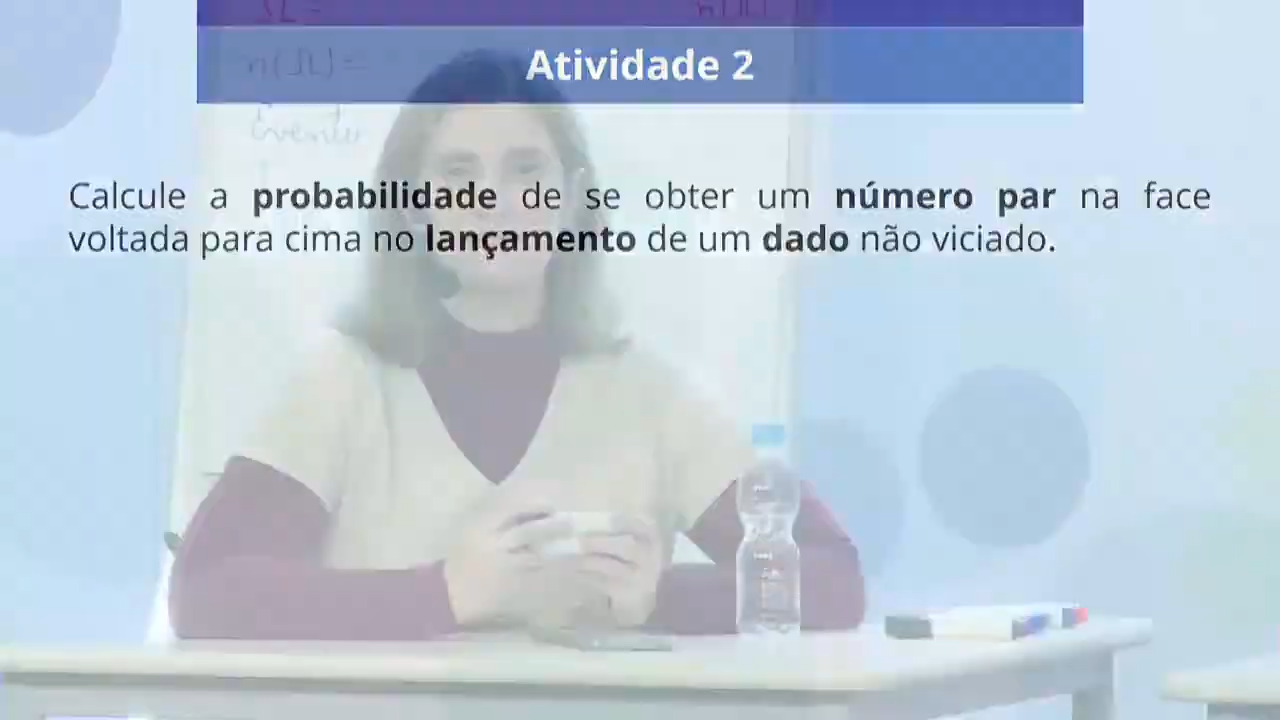 Ω =
n(Ω) =
Atividade 2
Calcule a probabilidade de se obter um número par na face
voltada para cima no lançamento de um dado não viciado.